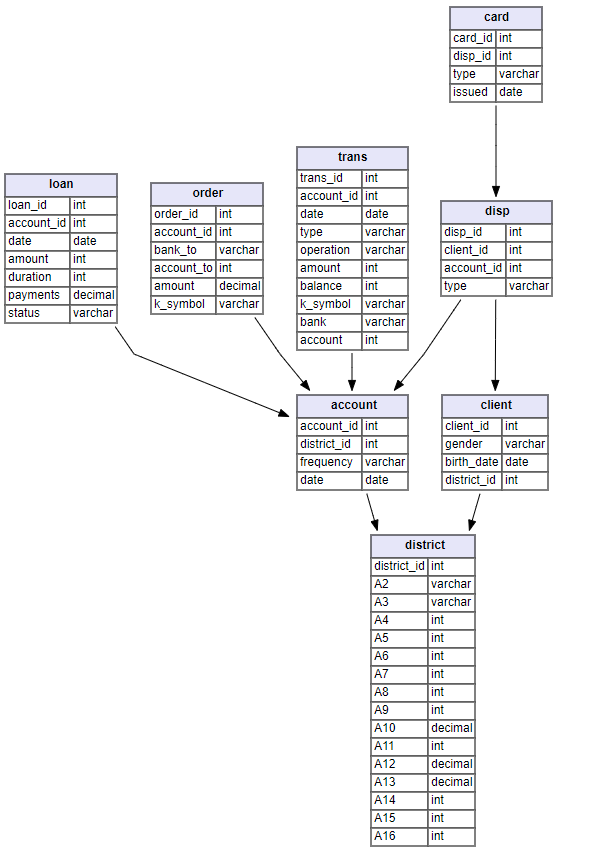 card
card_id int
disp_id int
type varchar
issued date
trans
trans_id int
account_id int
date date
type varchar
operation varchar
amount int
balance int
k_symbol varchar
bank varchar
account int
loan
loan_id int
account_id int
date date
amount int
duration int
payments decimal
status varchar
order
order_id int
account_id int
bank_to varchar
account_to int
amount decimal
k_symbol varchar
disp
disp_id int
client_id int
account_id int
type varchar
account
account_id int
district_id int
frequency varchar
date date
client
client_id int
gender varchar
birth_date date
district_id int
district
district_id int
A2 varchar
A3 varchar
A4 int
A5 int
A6 int
A7 int
A8 int
A9 int
A10 decimal
A11 int
A12 decimal
A13 decimal
A14 int
A15 int
A16 int